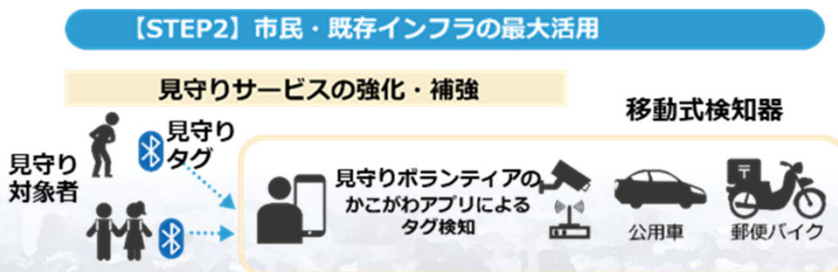 【STEP2】市民・既存インフラの最大活用
見守りサービスの強化・補強
移動式検知器
見守り
対象者
見守り
タグ
見守りボランティアの
かこがわアプリによる
タグ検知
〒
公用車
郵便バイク